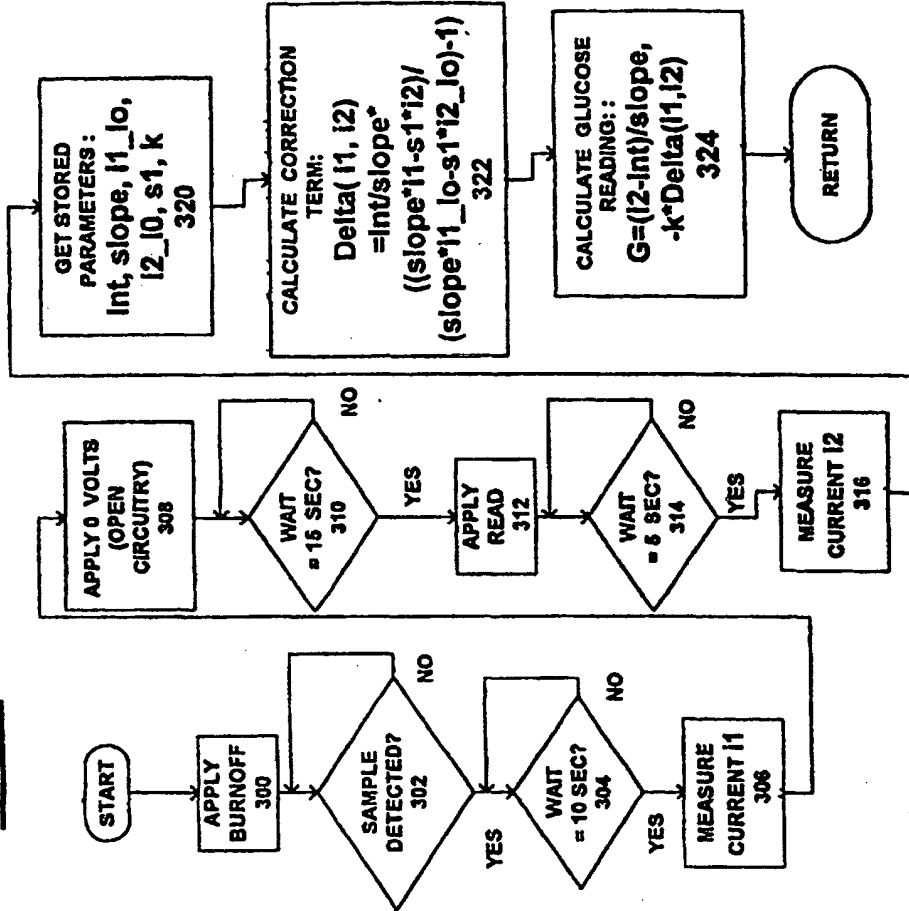 START
APPLY
BURNOFF
300
SAMPLE
DETECTED?
302
NO
YES
WAIT
= 10 SEC?
304
NO
YES
MEASURE
CURRENT I1
306
APPLY 0 VOLTS
(OPEN
CIRCUITRY)
308
WAIT
= 15 SEC?
310
NO
YES
APPLY
READ
312
WAIT
= 5 SEC?
314
NO
YES
MEASURE
CURRENT I2
316
GET STORED
PARAMETERS :
Int, slope, I1_lo,
I2_l0, s1, k
320
CALCULATE CORRECTION
TERM:
Delta( I1, I2)
=Int/slope*
((slope*I1-s1*I2)/
(slope*I1_lo-s1*I2_lo)-1)
322
CALCULATE GLUCOSE
READING: :
G=(I2-Int)/slope,
-k*Delta(I1,I2)
324
RETURN